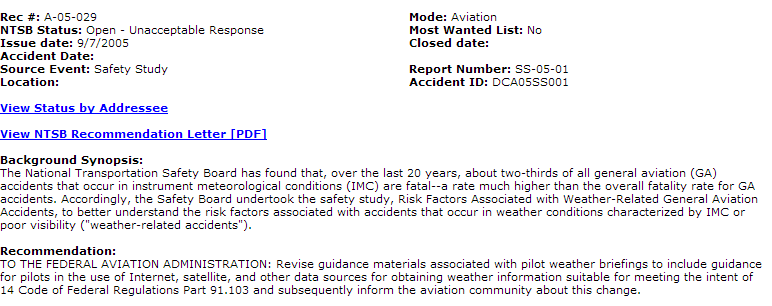 Rec #: A-05-029 Mode: Aviation
NTSB Status: Open - Unacceptable Response Most Wanted List: No
Issue date: 9/7/2005 Closed date:
Accident Date:
Source Event: Safety Study Report Number: SS-05-01
Location: Accident ID: DCA05SS001
View Status by Addressee
View NTSB Recommendation Letter [PDF]
Background Synopsis:
The National Transportation Safety Board has found that, over the last 20 years, about two-thirds of all general aviation (GA)
accidents that occur in instrument meteorological conditions (IMC) are fatal--a rate much higher than the overall fatality rate for GA
accidents. Accordingly, the Safety Board undertook the safety study, Risk Factors Associated with Weather-Related General Aviation
Accidents, to better understand the risk factors associated with accidents that occur in weather conditions characterized by IMC or
poor visibility ("weather-related accidents").
Recommendation:
TO THE FEDERAL AVIATION ADMINISTRATION: Revise guidance materials associated with pilot weather briefings to include guidance
for pilots in the use of Internet, satellite, and other data sources for obtaining weather information suitable for meeting the intent of
14 Code of Federal Regulations Part 91.103 and subsequently inform the aviation community about this change.